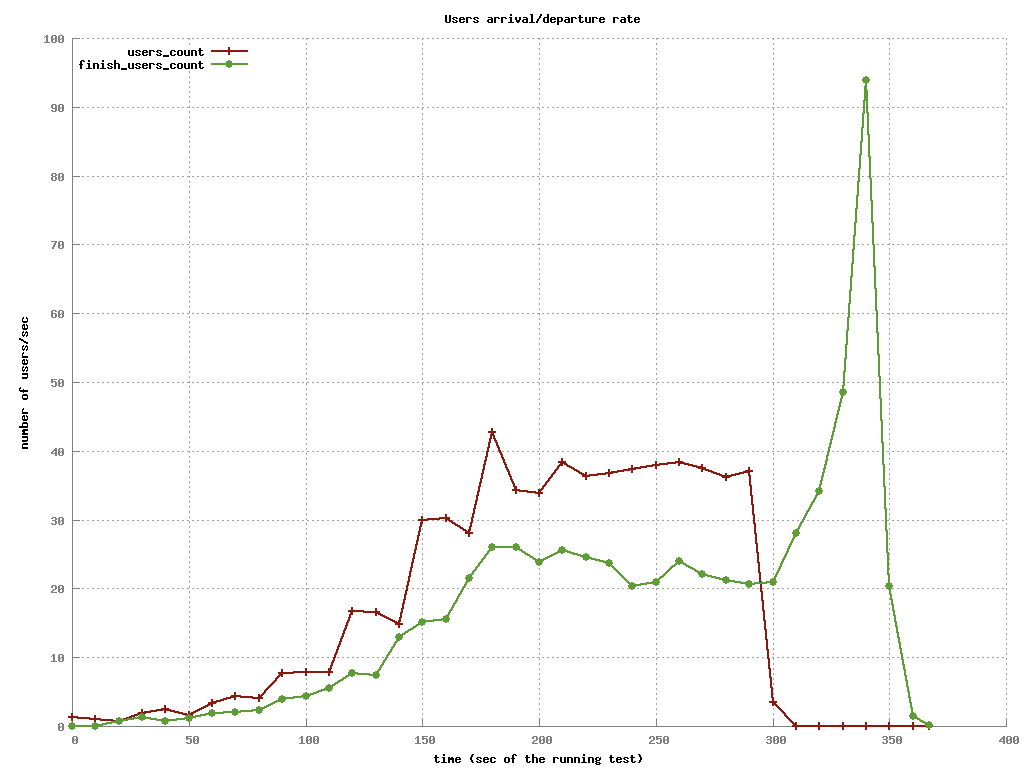 Users arrival/departure rate
users_count
finish_users_count
number of users/sec
100
90
80
70
60
50
40
30
20
10
0
0 50 100 150 200 250 300 350 400
time (sec of the running test)